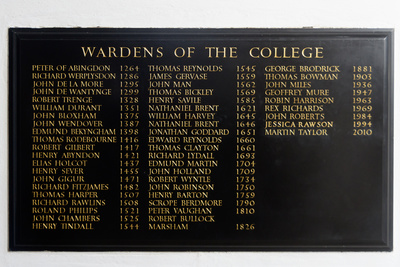 WARDENS OF THE COLLEGE
PETER OF ABINGDON 1264
RICHARD WERPLYSDON 1286
JOHN DE LA MORE 1295
JOHN DE WANTYNGE 1299
ROBERT TRENGE 1328
WILLIAM DURANT 1351
JOHN BLOXHAM 1375
JOHN WENDOVER 1387
EDMUND BEKYNGHAM 1398
THOMAS RODEBOURNE 1416
ROBERT GILBERT 1417
HENRY ABYNDON 1421
ELIAS HOLCOT 1437
HENRY SEVER 1455
JOHN GIGUR 1471
RICHARD FITZJAMES 1482
THOMAS HARPER 1507
RICHARD RAWLINS 1508
ROLAND PHILIPS 1521
JOHN CHAMBERS 1525
HENRY TINDALL 1544
THOMAS REYNOLDS 1545
JAMES GERVASE 1559
JOHN MAN 1562
THOMAS BICKLEY 1569
HENRY SAVILE 1585
NATHANIEL BRENT 1621
WILLIAM HARVEY 1645
NATHANIEL BRENT 1646
JONATHAN GODDARD 1651
EDWARD REYNOLDS 1660
THOMAS CLAYTON 1661
RICHARD LYDALL 1693
EDMUND MARTIN 1704
JOHN HOLLAND 1709
ROBERT WYNTLE 1734
JOHN ROBINSON 1750
HENRY BARTON 1759
SCROPE BERDMORE 1790
PETER VAUGHAN 1810
ROBERT BULLOCK
MARSHAM 1826
GEORGE BRODRICK 1881
THOMAS BOWMAN 1903
JOHN MILES 1936
GEOFFREY MURE 1947
ROBIN HARRISON 1963
REX RICHARDS 1969
JOHN ROBERTS 1984
JESSICA RAWSON 1994
MARTIN TAYLOR 2010